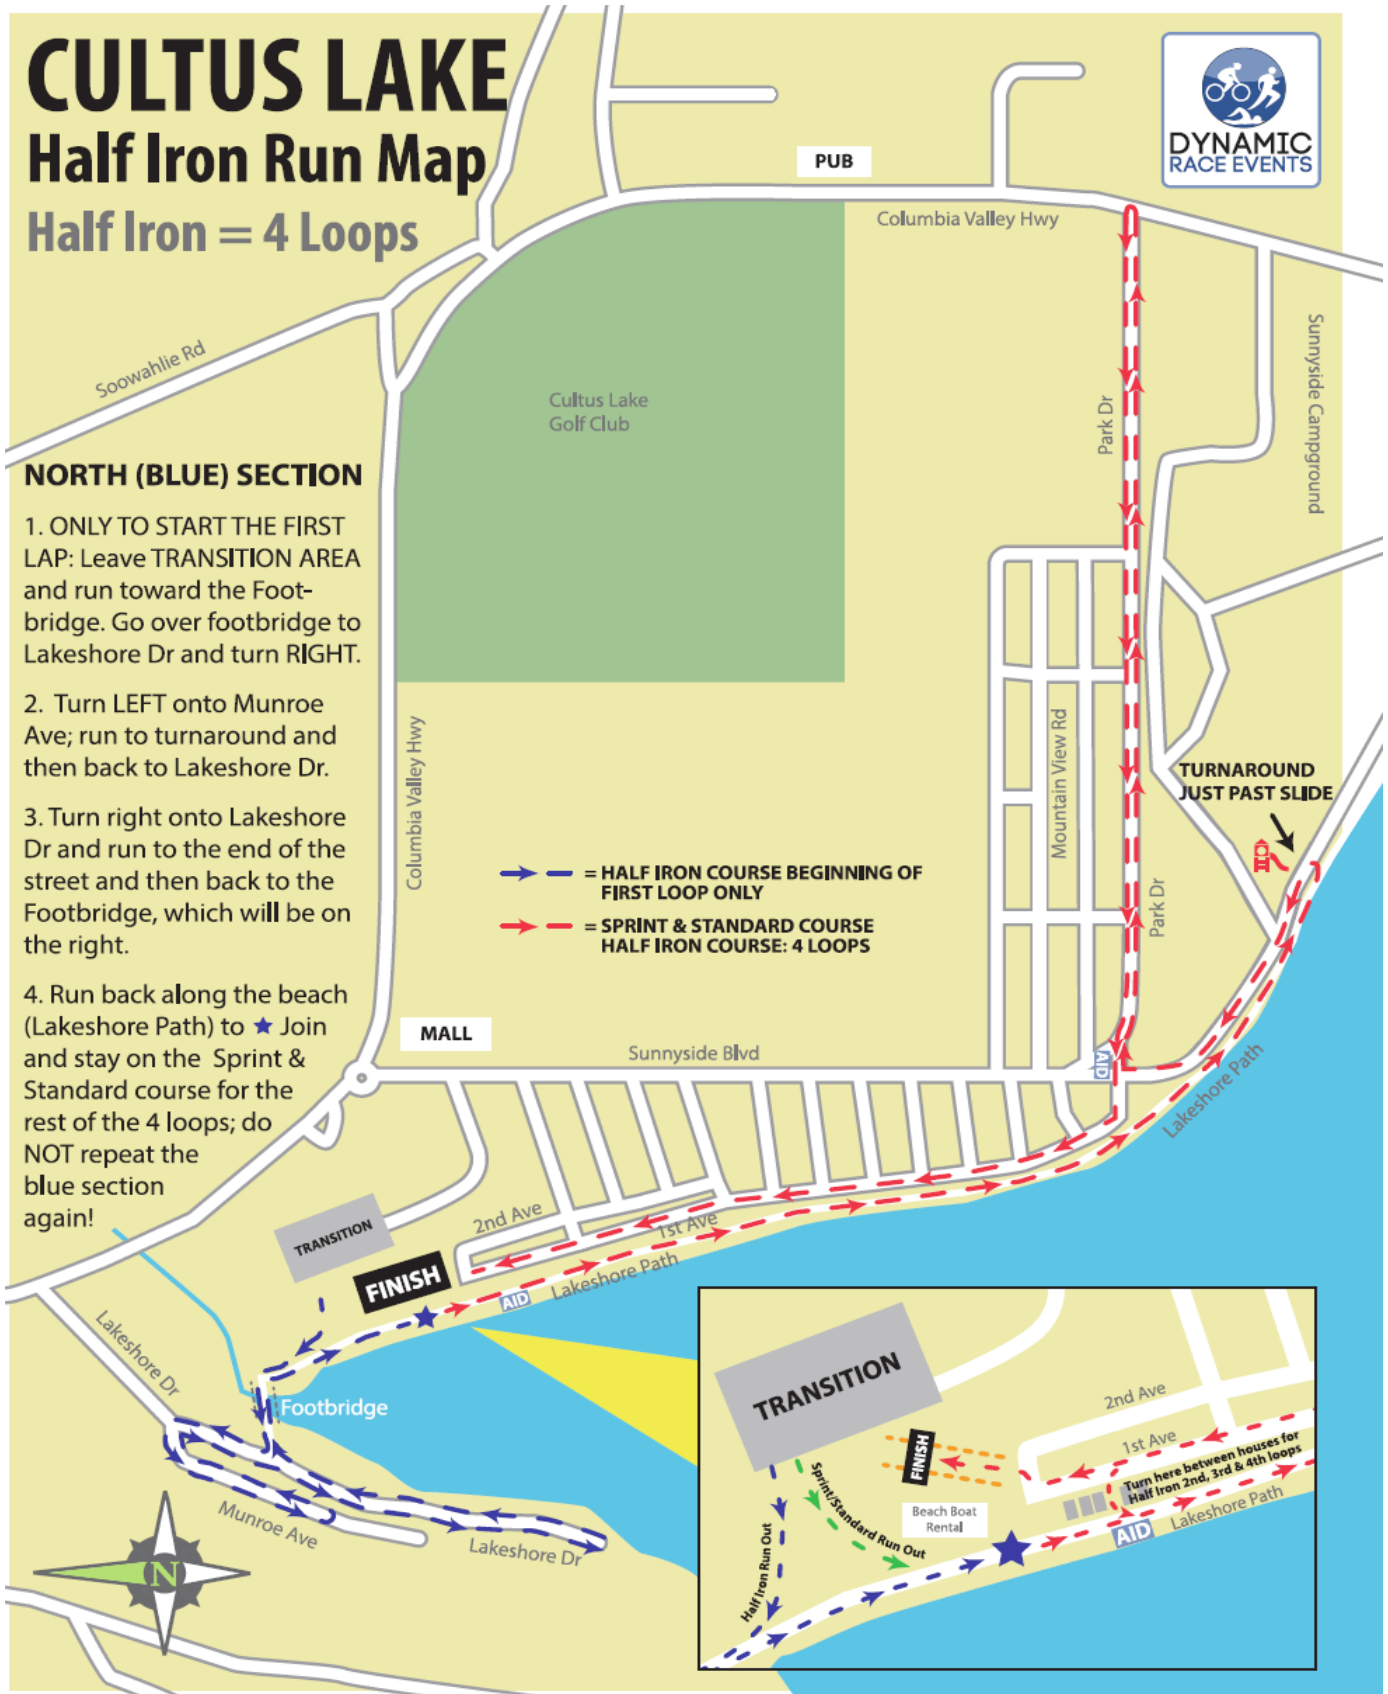 CULTUS LAKE
Half Iron Run Map
Half Iron = 4 Loops
DYNAMIC
RACE EVENTS
PUB
Columbia Valley Hwy
Soowahlie Rd
Cultus Lake
Golf Club
Park Dr
Sunnyside Campground
NORTH (BLUE) SECTION
1. ONLY TO START THE FIRST
LAP: Leave TRANSITION AREA
and run toward the Foot-
bridge. Go over footbridge to
Lakeshore Dr and turn RIGHT.
2. Turn LEFT onto Munroe
Ave; run to turnaround and
then back to Lakeshore Dr.
3. Turn right onto Lakeshore
Dr and run to the end of the
street and then back to the
Footbridge, which will be on
the right.
4. Run back along the beach
(Lakeshore Path) to ★ Join
and stay on the Sprint &
Standard course for the
rest of the 4 loops; do
NOT repeat the
blue section
again!
Columbia Valley Hwy
Mountain View Rd
TURNAROUND
JUST PAST SLIDE
= HALF IRON COURSE BEGINNING OF
FIRST LOOP ONLY
= SPRINT & STANDARD COURSE
HALF IRON COURSE: 4 LOOPS
Park Dr
MALL
Sunnyside Blvd
AID
Lakeshore Path
TRANSITION
2nd Ave
1st Ave
FINISH
Lakeshore Path
AID
Lakeshore Dr
Footbridge
Munroe Ave
Lakeshore Dr
N
TRANSITION
2nd Ave
1st Ave
FINISH
Turn here between houses for
Half Iron 2nd, 3rd & 4th loops
Sprint/Standard Run Out
Half Iron Run Out
Beach Boat
Rental
AID
Lakeshore Path